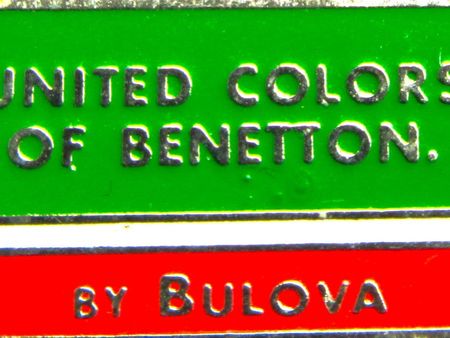 UNITED COLORS
OF BENETTON.
BY BULOVA